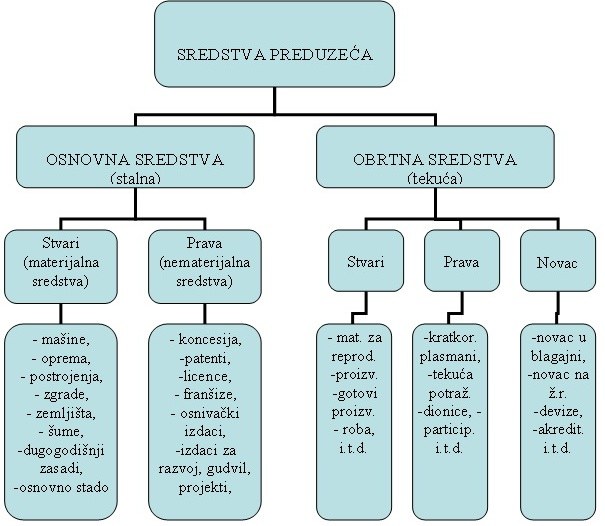 SREDSTVA PREDUZEĆA
OSNOVNA SREDSTVA
(stalna)
OBRTNA SREDSTVA
(tekuća)
Stvari
(materijalna
sredstva)
Prava
(nematerijalna
sredstva)
Stvari
Prava
Novac
- mašine,
- oprema,
- postrojenja,
- zgrade,
- zemljišta,
- šume,
-dugogodišnji
zasadi,
-osnovno stado
- koncesija,
-patenti,
-licence,
- franšize,
- osnivački
izdaci,
-izdaci za
razvoj, gudvil,
projekti,
- mat. za
reprod.
-proizv.
-gotovi
proizv.
- roba,
i.t.d.
-kratkor.
plasmani,
-tekuća
potraž.
-dionice, -
particip.
i.t.d.
-novac u
blagajni,
-novac na
ž.r.
-devize,
-akredit.
i.t.d.